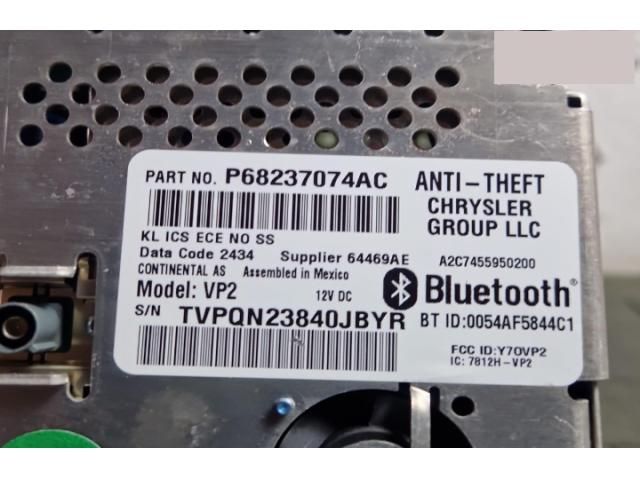 PART NO. P68237074AC
ANTI-THEFT
CHRYSLER
GROUP LLC
KL ICS ECE NO SS
Data Code 2434 Supplier 64469AE
A2C7455950200
CONTINENTAL AS Assembled in Mexico
Model: VP2 12V DC
Bluetooth®
S/N TVPQN23840JBYR
BT ID:0054AF5844C1
FCC ID:Y7OVP2
IC: 7812H-VP2